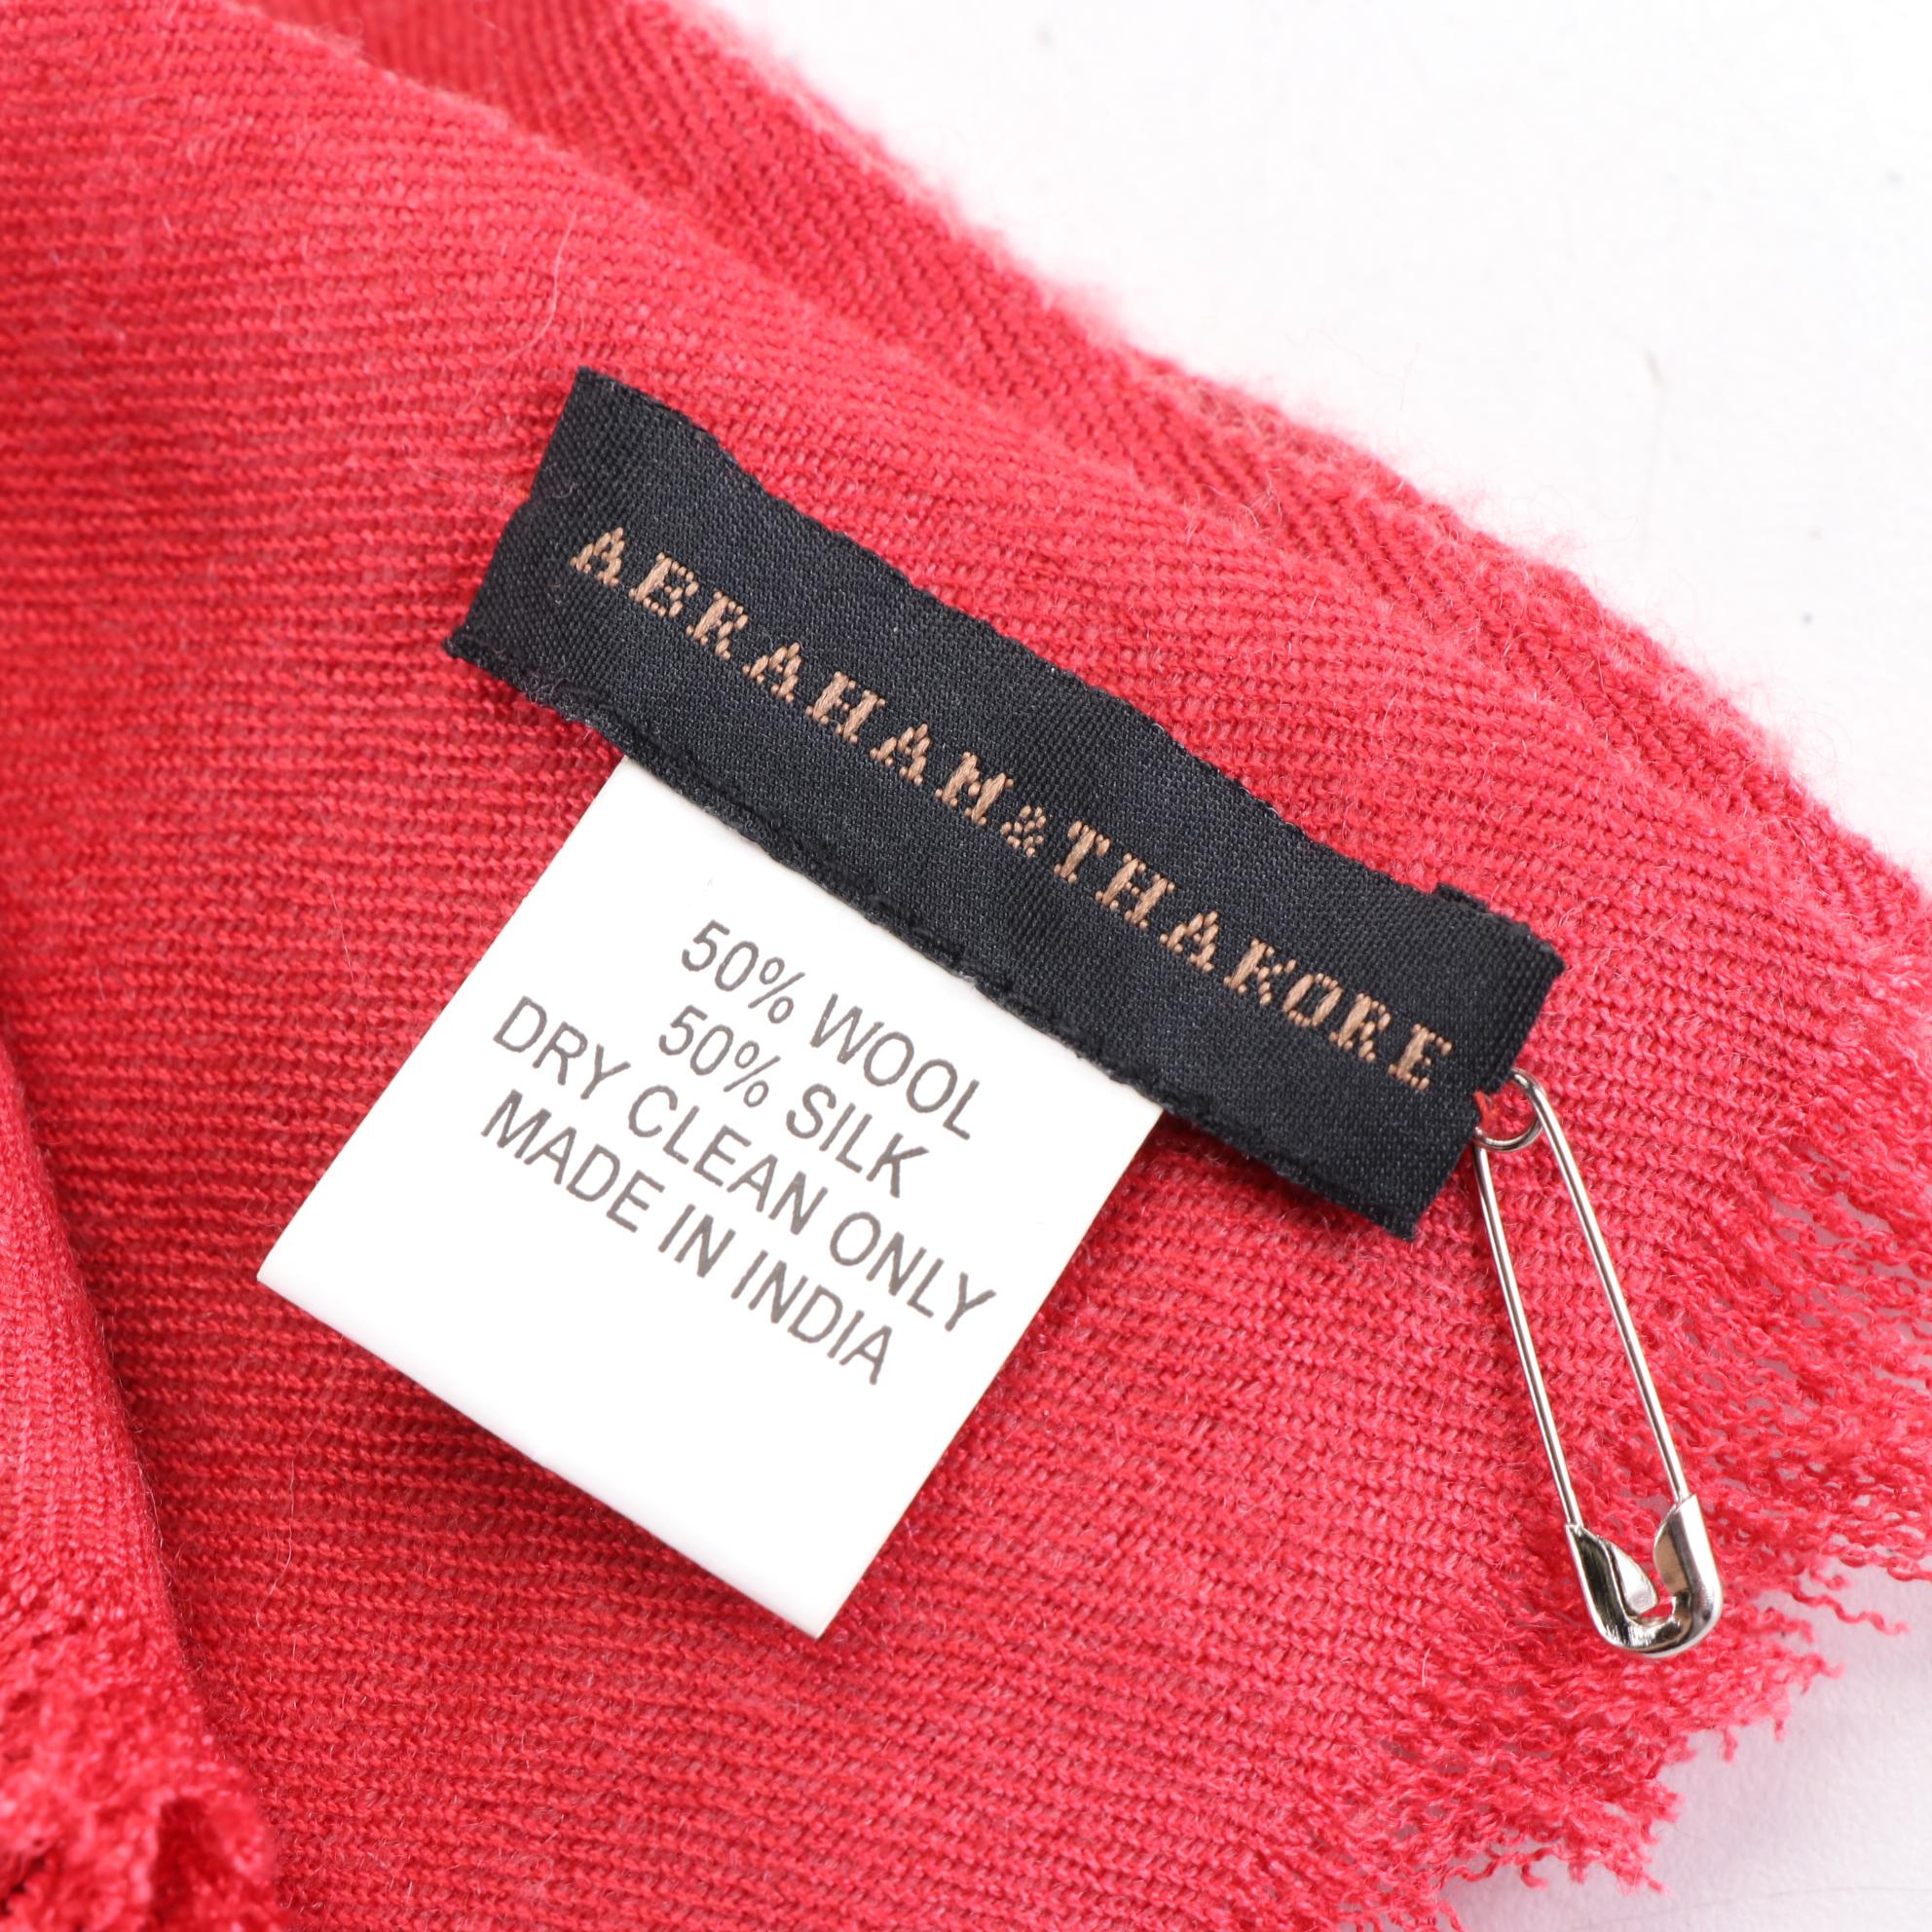 ABRAHAM&THAKORE
50% WOOL
50% SILK
DRY CLEAN ONLY
MADE IN INDIA